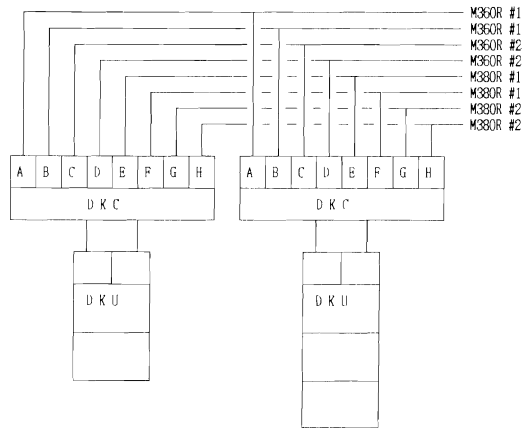 M360R #1
M360R #1
M360R #2
M360R #2
M380R #1
M380R #1
M380R #2
M380R #2
A B C D E F G H
A B C D E F G H
DKC
DKC
DKU
DKU